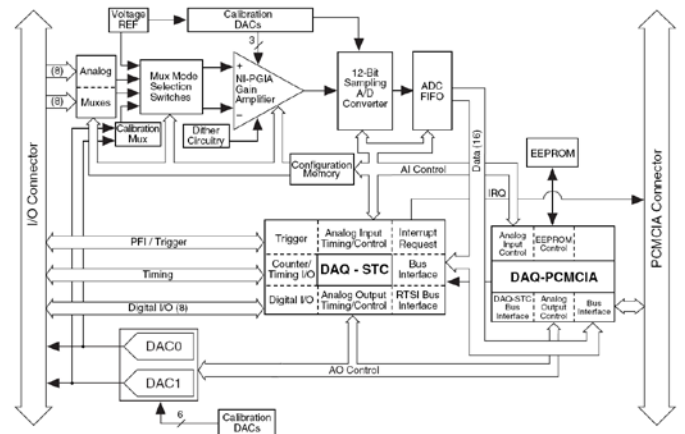 Voltage
REF
Calibration
DACs
3
(8)
Analog
(8)
Muxes
Mux Mode
Selection
Switches
+
NI-PGIA
Gain
Amplifier
–
12-Bit
Sampling
A/D
Converter
ADC
FIFO
Calibration
Mux
Dither
Circuitry
Configuration
Memory
AI Control
Data (16)
EEPROM
IRQ
I/O Connector
PCMCIA Connector
PFI / Trigger
Timing
Digital I/O (8)
Trigger
Analog Input
Timing/Control
Interrupt
Request
Counter/
Timing I/O
DAQ - STC
Bus
Interface
Digital I/O
Analog Output
Timing/Control
RTSI Bus
Interface
Analog
Input
Control
EEPROM
Control
DAQ-PCMCIA
DAQ-STC
Bus
Interface
Analog
Output
Control
Bus
Interface
DAC0
DAC1
AO Control
6
Calibration
DACs